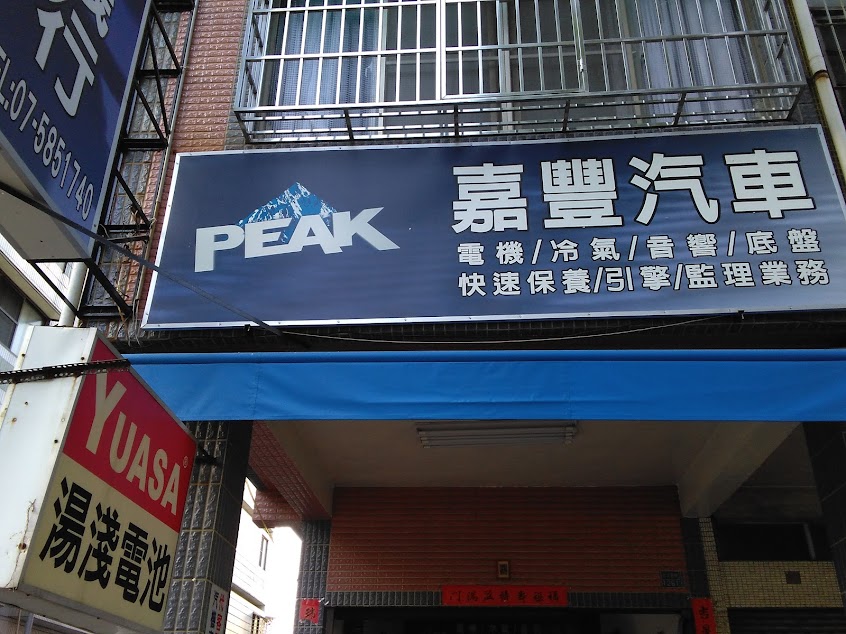 行
TEL:07-5851740
PEAK
嘉豐汽車
電機/冷氣/音響/底盤
快速保養/引擎/監理業務
YUASA®
湯淺電池